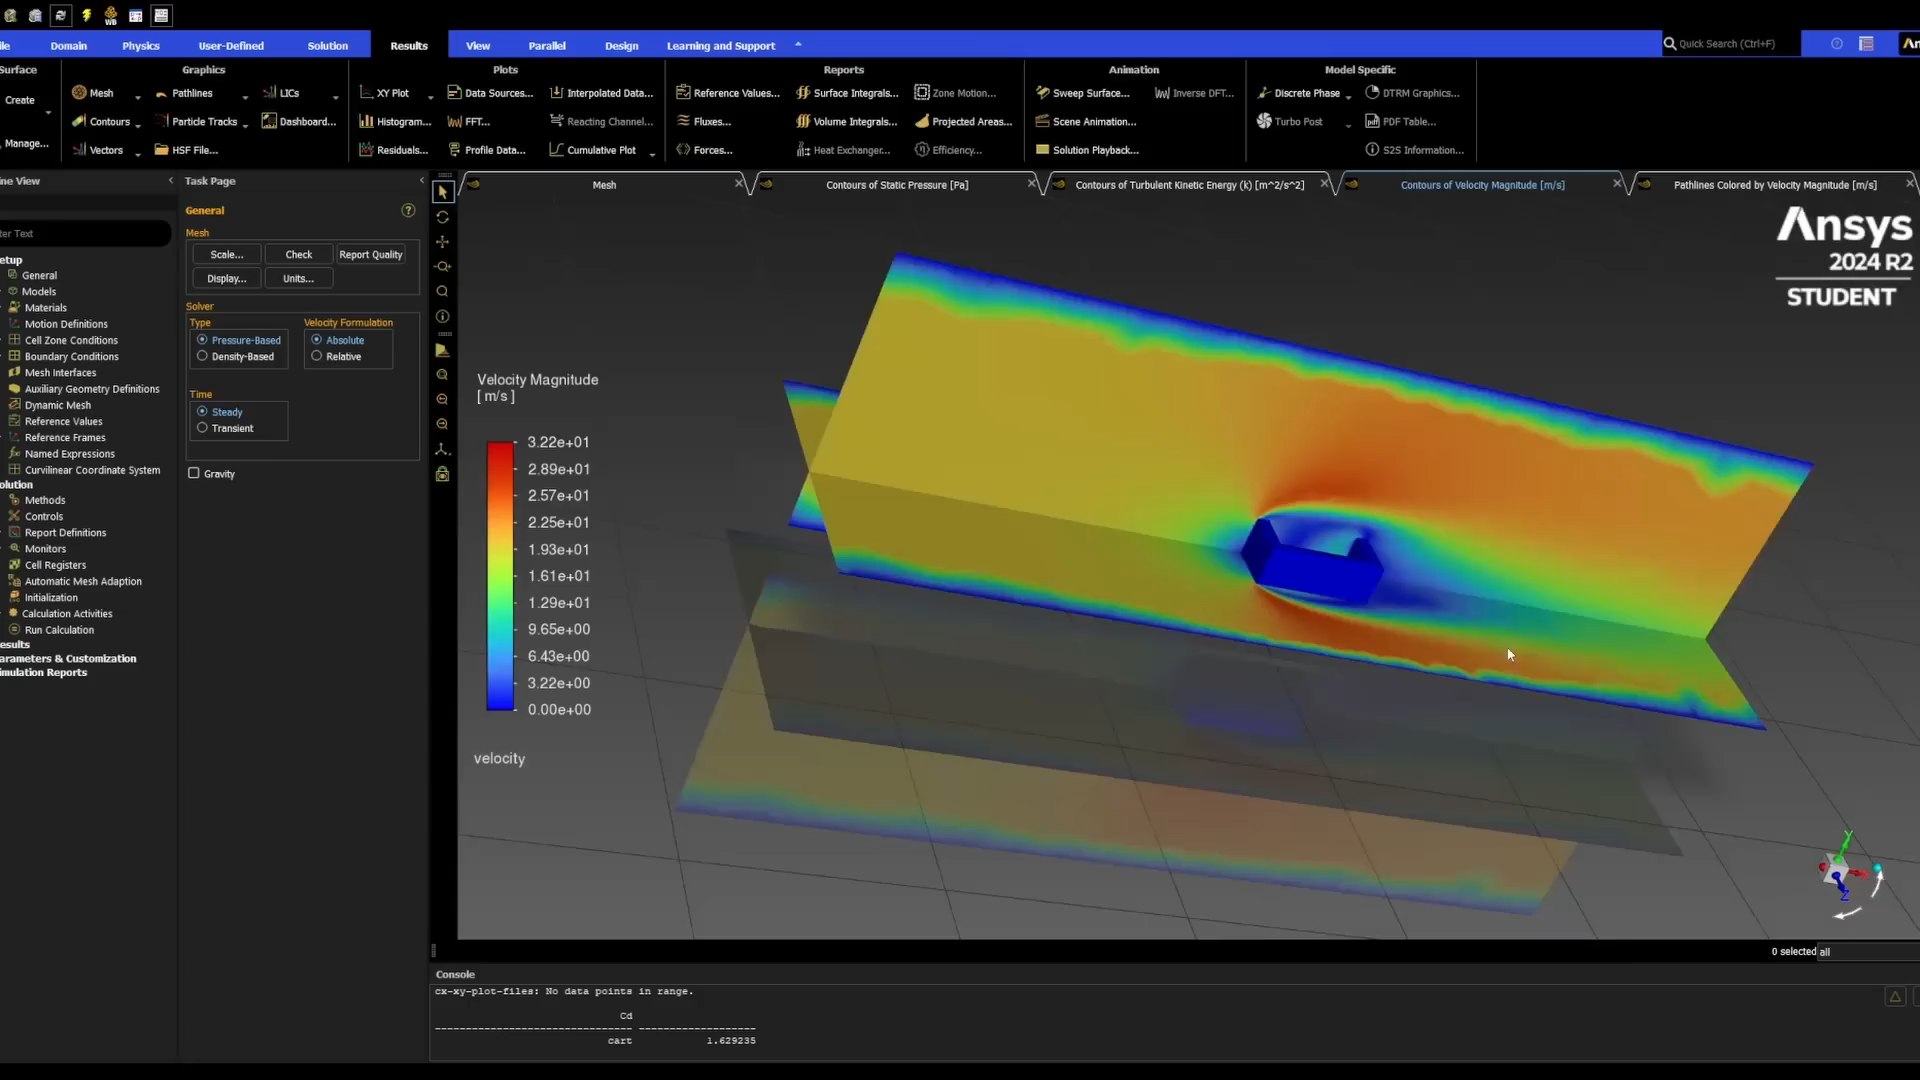 WB
ile Domain Physics User-Defined Solution Results View Parallel Design Learning and Support Quick Search (Ctrl+F) An
Surface Graphics Plots Reports Animation Model Specific
Create Mesh Pathlines LICs XY Plot Data Sources... Interpolated Data... Reference Values... Surface Integrals... Zone Motion... Sweep Surface... Inverse DFT... Discrete Phase DTRM Graphics...
Contours Particle Tracks Dashboard... Histogram... FFT... Reacting Channel... Fluxes... Volume Integrals... Projected Areas... Scene Animation... Turbo Post PDF Table...
Manage... Vectors HSF File... Residuals... Profile Data... Cumulative Plot Forces... Heat Exchanger... Efficiency... Solution Playback... S2S Information...
ine View Task Page
Mesh Contours of Static Pressure [Pa] Contours of Turbulent Kinetic Energy (k) [m^2/s^2] Contours of Velocity Magnitude [m/s] Pathlines Colored by Velocity Magnitude [m/s]
ter Text
etup
General
Models
Materials
Motion Definitions
Cell Zone Conditions
Boundary Conditions
Mesh Interfaces
Auxiliary Geometry Definitions
Dynamic Mesh
Reference Values
Reference Frames
Named Expressions
Curvilinear Coordinate System
olution
Methods
Controls
Report Definitions
Monitors
Cell Registers
Automatic Mesh Adaption
Initialization
Calculation Activities
Run Calculation
esults
arameters & Customization
imulation Reports
General
Mesh
Scale... Check Report Quality
Display... Units...
Solver
Type Velocity Formulation
Pressure-Based Absolute
Density-Based Relative
Time
Steady
Transient
Gravity
Ansys
2024 R2
STUDENT
Velocity Magnitude
[ m/s ]
3.22e+01
2.89e+01
2.57e+01
2.25e+01
1.93e+01
1.61e+01
1.29e+01
9.65e+00
6.43e+00
3.22e+00
0.00e+00
velocity
Y
Z
0 selected all
Console
cx-xy-plot-files: No data points in range.
Cd
-------------------------------- -------------------
cart 1.629235